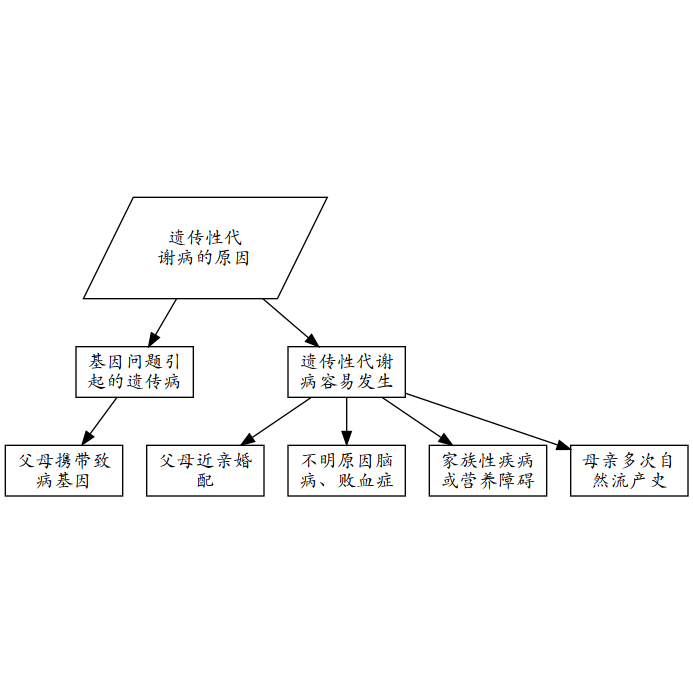 遗传性代
谢病的原因
基因问题引
起的遗传病
遗传性代谢
病容易发生
父母携带致
病基因
父母近亲婚
配
不明原因脑
病、败血症
家族性疾病
或营养障碍
母亲多次自
然流产史